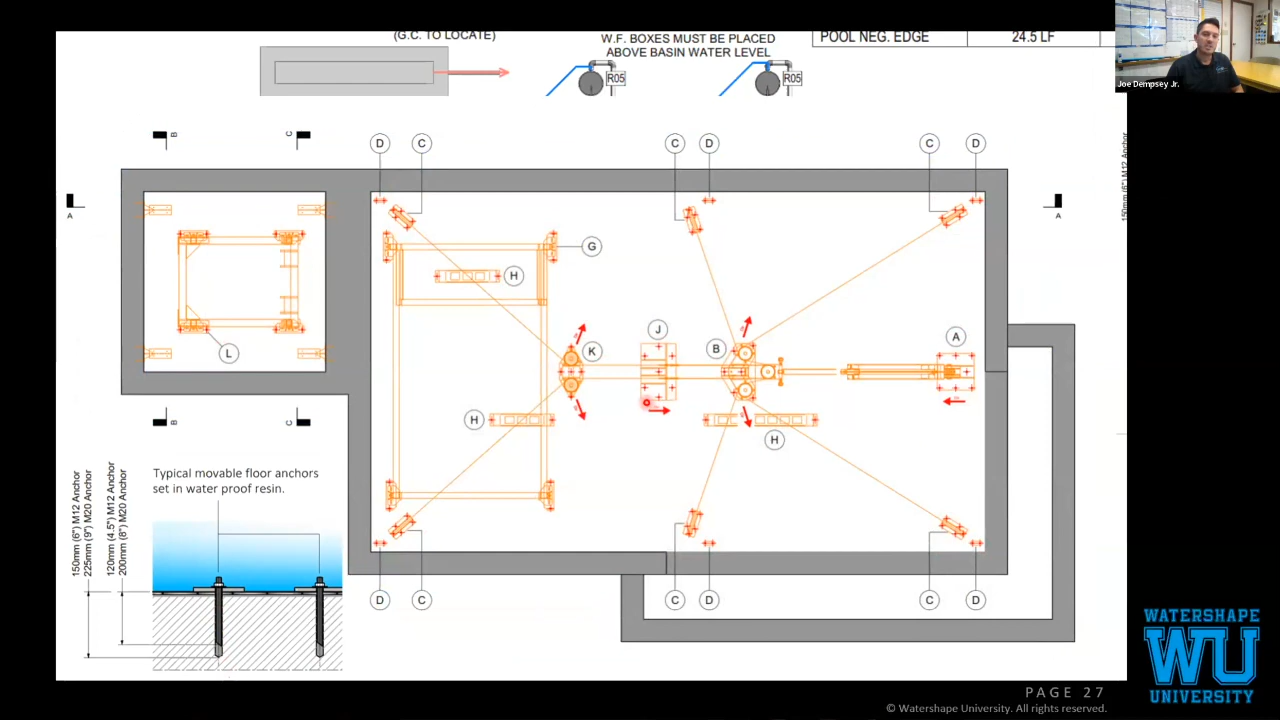 (G.C. TO LOCATE)
W.F. BOXES MUST BE PLACED
ABOVE BASIN WATER LEVEL
POOL NEG. EDGE 24.5 LF
R05
R05
Joe Dempsey Jr.
B
C
D
C
C
D
C
D
150mm (6") M12 Anchor
A
A
G
H
L
K
J
B
A
H
H
B
C
Typical movable floor anchors
set in water proof resin.
150mm (6") M12 Anchor
225mm (9") M20 Anchor
120mm (4.5") M12 Anchor
200mm (8") M20 Anchor
D
C
C
D
C
D
WATERSHAPE
WU
UNIVERSITY
PAGE 27
© Watershape University. All rights reserved.